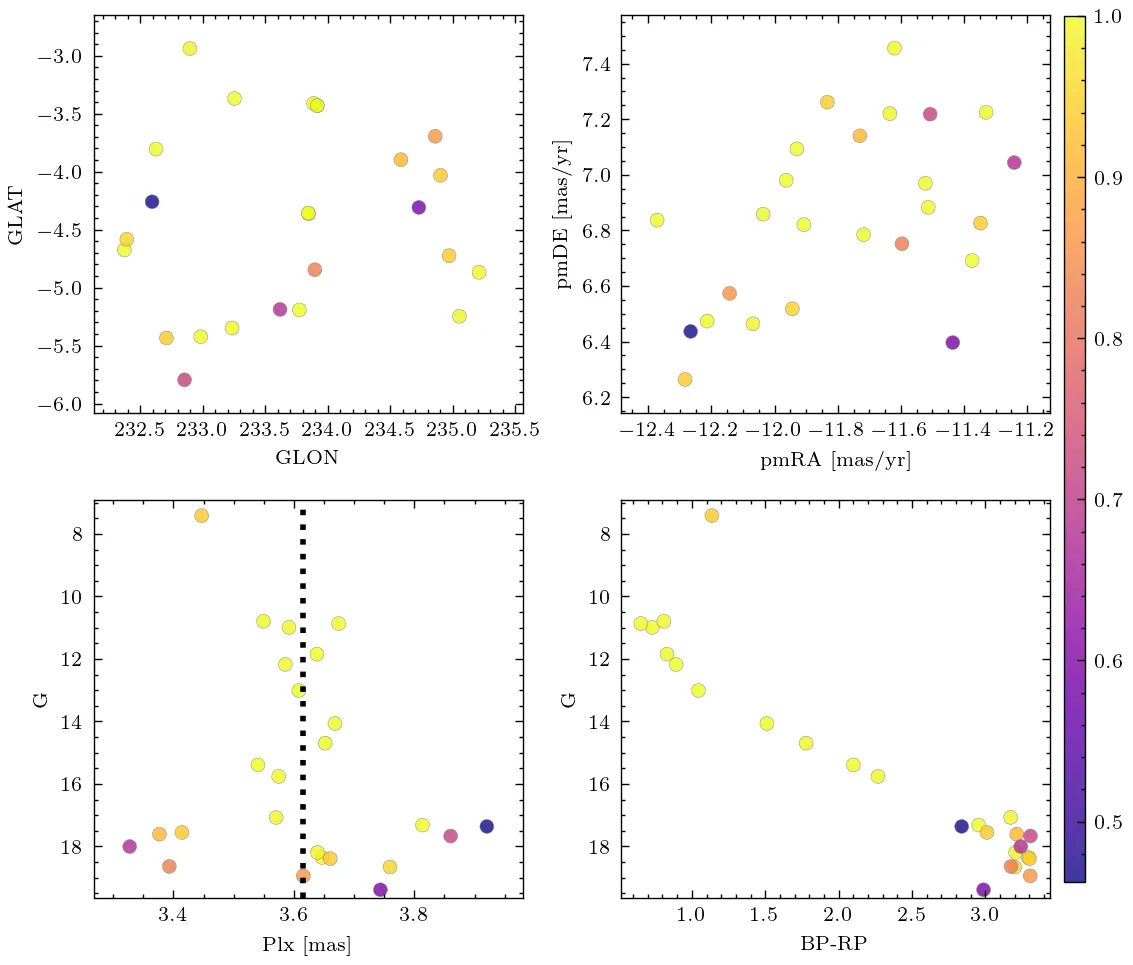 −3.0
−3.5
−4.0
−4.5
−5.0
−5.5
−6.0
GLAT
232.5 233.0 233.5 234.0 234.5 235.0 235.5
GLON
7.4
7.2
7.0
6.8
6.6
6.4
6.2
pmDE [mas/yr]
−12.4 −12.2 −12.0 −11.8 −11.6 −11.4 −11.2
pmRA [mas/yr]
8
10
12
14
16
18
G
3.4 3.6 3.8
Plx [mas]
8
10
12
14
16
18
G
1.0 1.5 2.0 2.5 3.0
BP-RP
1.0
0.9
0.8
0.7
0.6
0.5